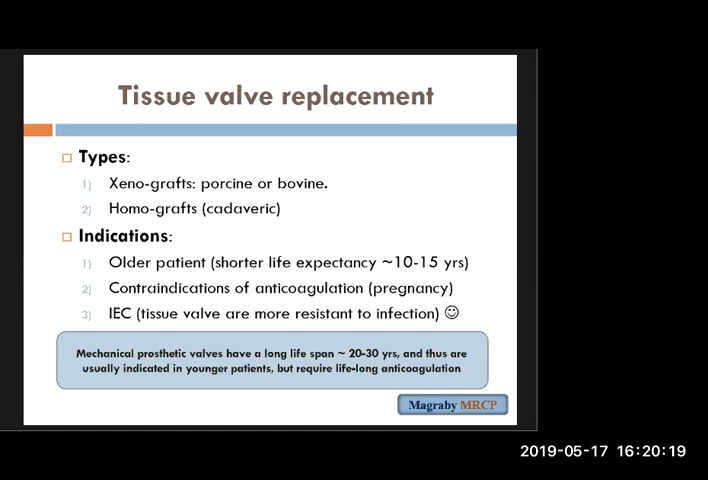 Tissue valve replacement
Types:
1) Xeno-grafts: porcine or bovine.
2) Homo-grafts (cadaveric)
Indications:
1) Older patient (shorter life expectancy ~10-15 yrs)
2) Contraindications of anticoagulation (pregnancy)
3) IEC (tissue valve are more resistant to infection) ☺
Mechanical prosthetic valves have a long life span ~ 20-30 yrs, and thus are
usually indicated in younger patients, but require life-long anticoagulation
Magraby MRCP
2019-05-17 16:20:19